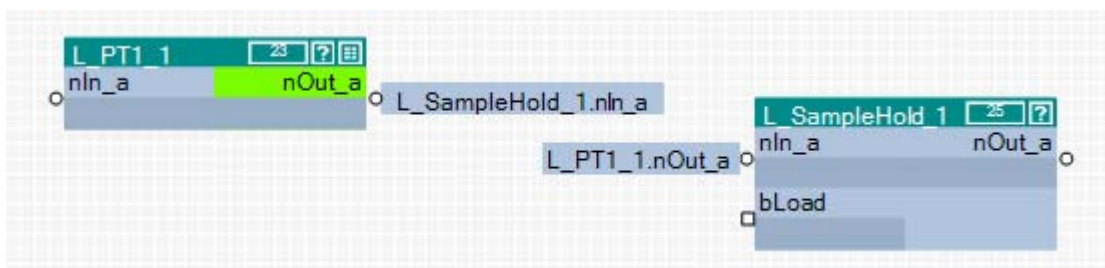 L_PT1_1 23 ?
nIn_a nOut_a
L_SampleHold_1.nIn_a
L_SampleHold_1 25 ?
L_PT1_1.nOut_a nIn_a nOut_a
bLoad